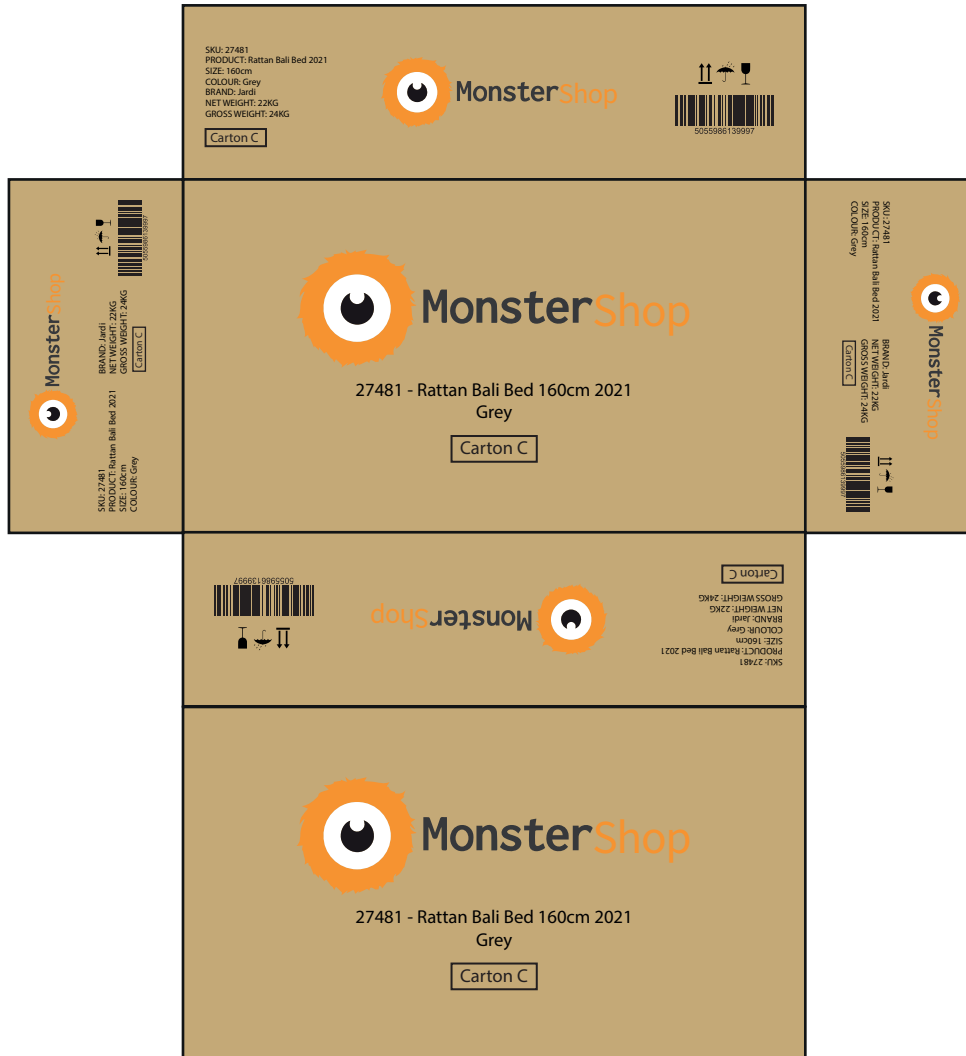 SKU: 27481
PRODUCT: Rattan Bali Bed 2021
SIZE: 160cm
COLOUR: Grey
BRAND: Jardi
NET WEIGHT: 22KG
GROSS WEIGHT: 24KG
Carton C
MonsterShop
5055986139997
SKU: 27481
PRODUCT: Rattan Bali Bed 2021
SIZE: 160cm
COLOUR: Grey
BRAND: Jardi
NET WEIGHT: 22KG
GROSS WEIGHT: 24KG
Carton C
MonsterShop
5055986139997
MonsterShop
27481 - Rattan Bali Bed 160cm 2021
Grey
Carton C
SKU: 27481
PRODUCT: Rattan Bali Bed 2021
SIZE: 160cm
COLOUR: Grey
BRAND: Jardi
NET WEIGHT: 22KG
GROSS WEIGHT: 24KG
Carton C
MonsterShop
5055986139997
SKU: 27481
PRODUCT: Rattan Bali Bed 2021
SIZE: 160cm
COLOUR: Grey
BRAND: Jardi
NET WEIGHT: 22KG
GROSS WEIGHT: 24KG
Carton C
MonsterShop
5055986139997
MonsterShop
27481 - Rattan Bali Bed 160cm 2021
Grey
Carton C